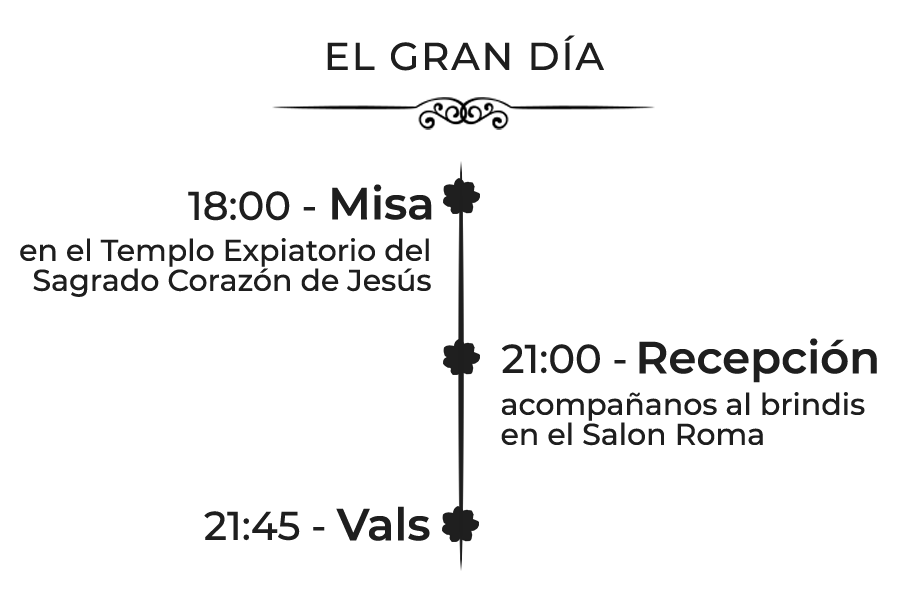 EL GRAN DÍA
18:00 - Misa
en el Templo Expiatorio del
Sagrado Corazón de Jesús
21:00 - Recepción
acompañanos al brindis
en el Salon Roma
21:45 - Vals